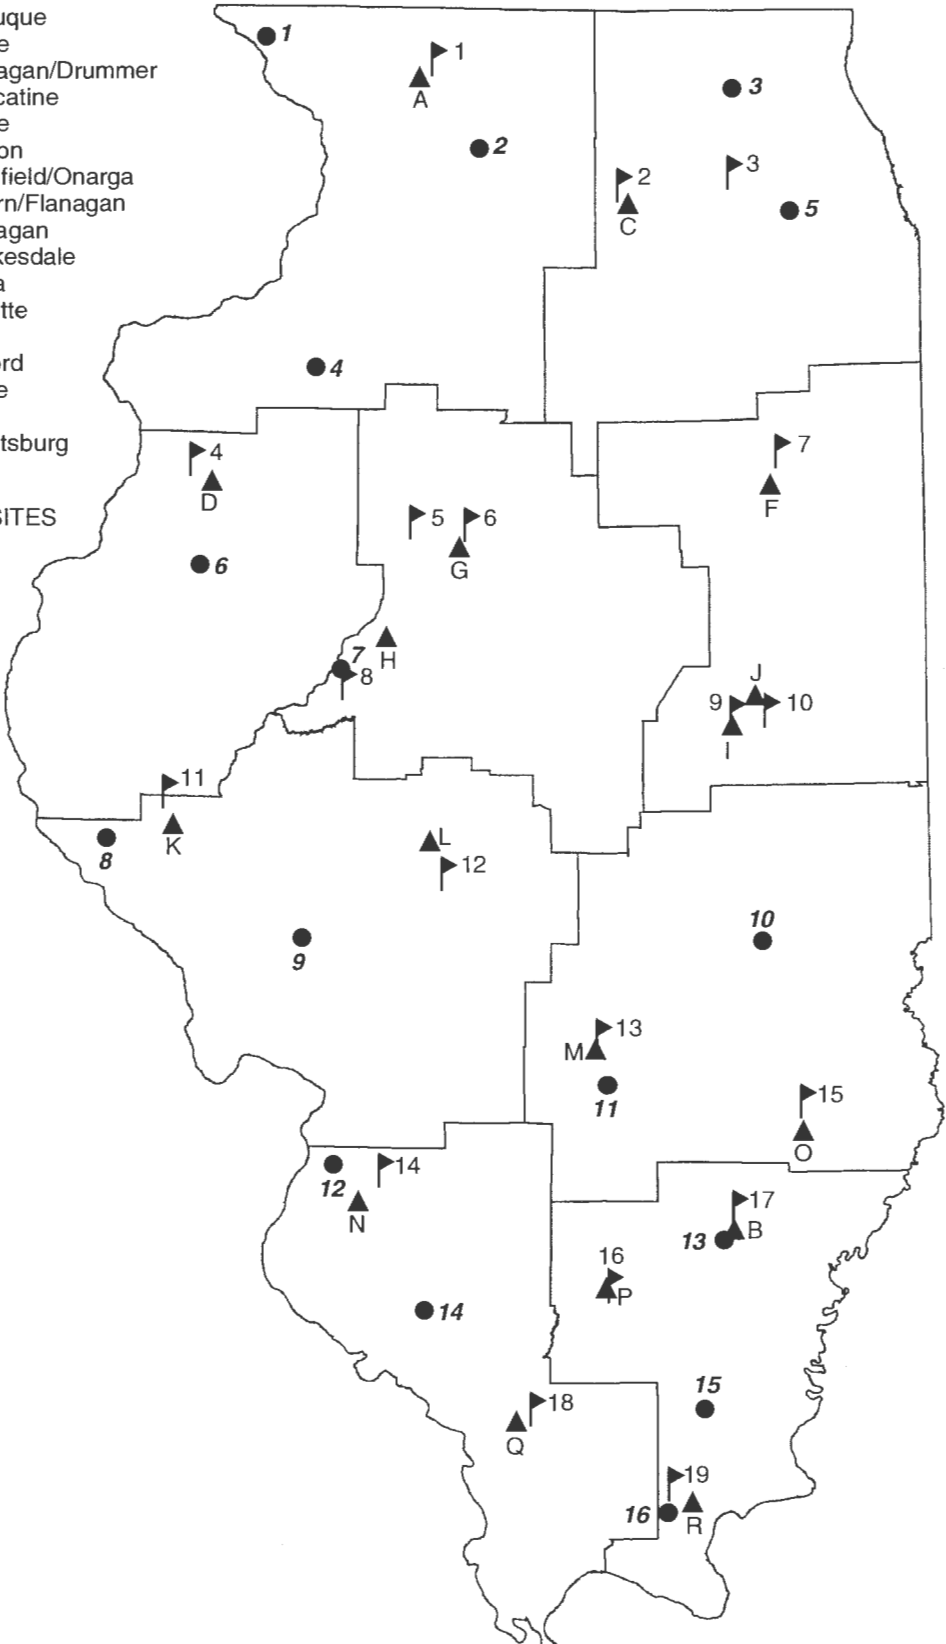 uque
e
agan/Drummer
catine
e
on
field/Onarga
rn/Flanagan
agan
kesdale
a
tte
rd
e
tsburg
SITES
1
1
A
2
3
3
2
C
5
4
4
D
5
6
G
7
F
6
7
8
H
J
9
10
I
11
K
8
L
12
9
10
13
M
11
15
O
14
12
N
17
13
B
16
P
14
15
18
Q
19
16
R